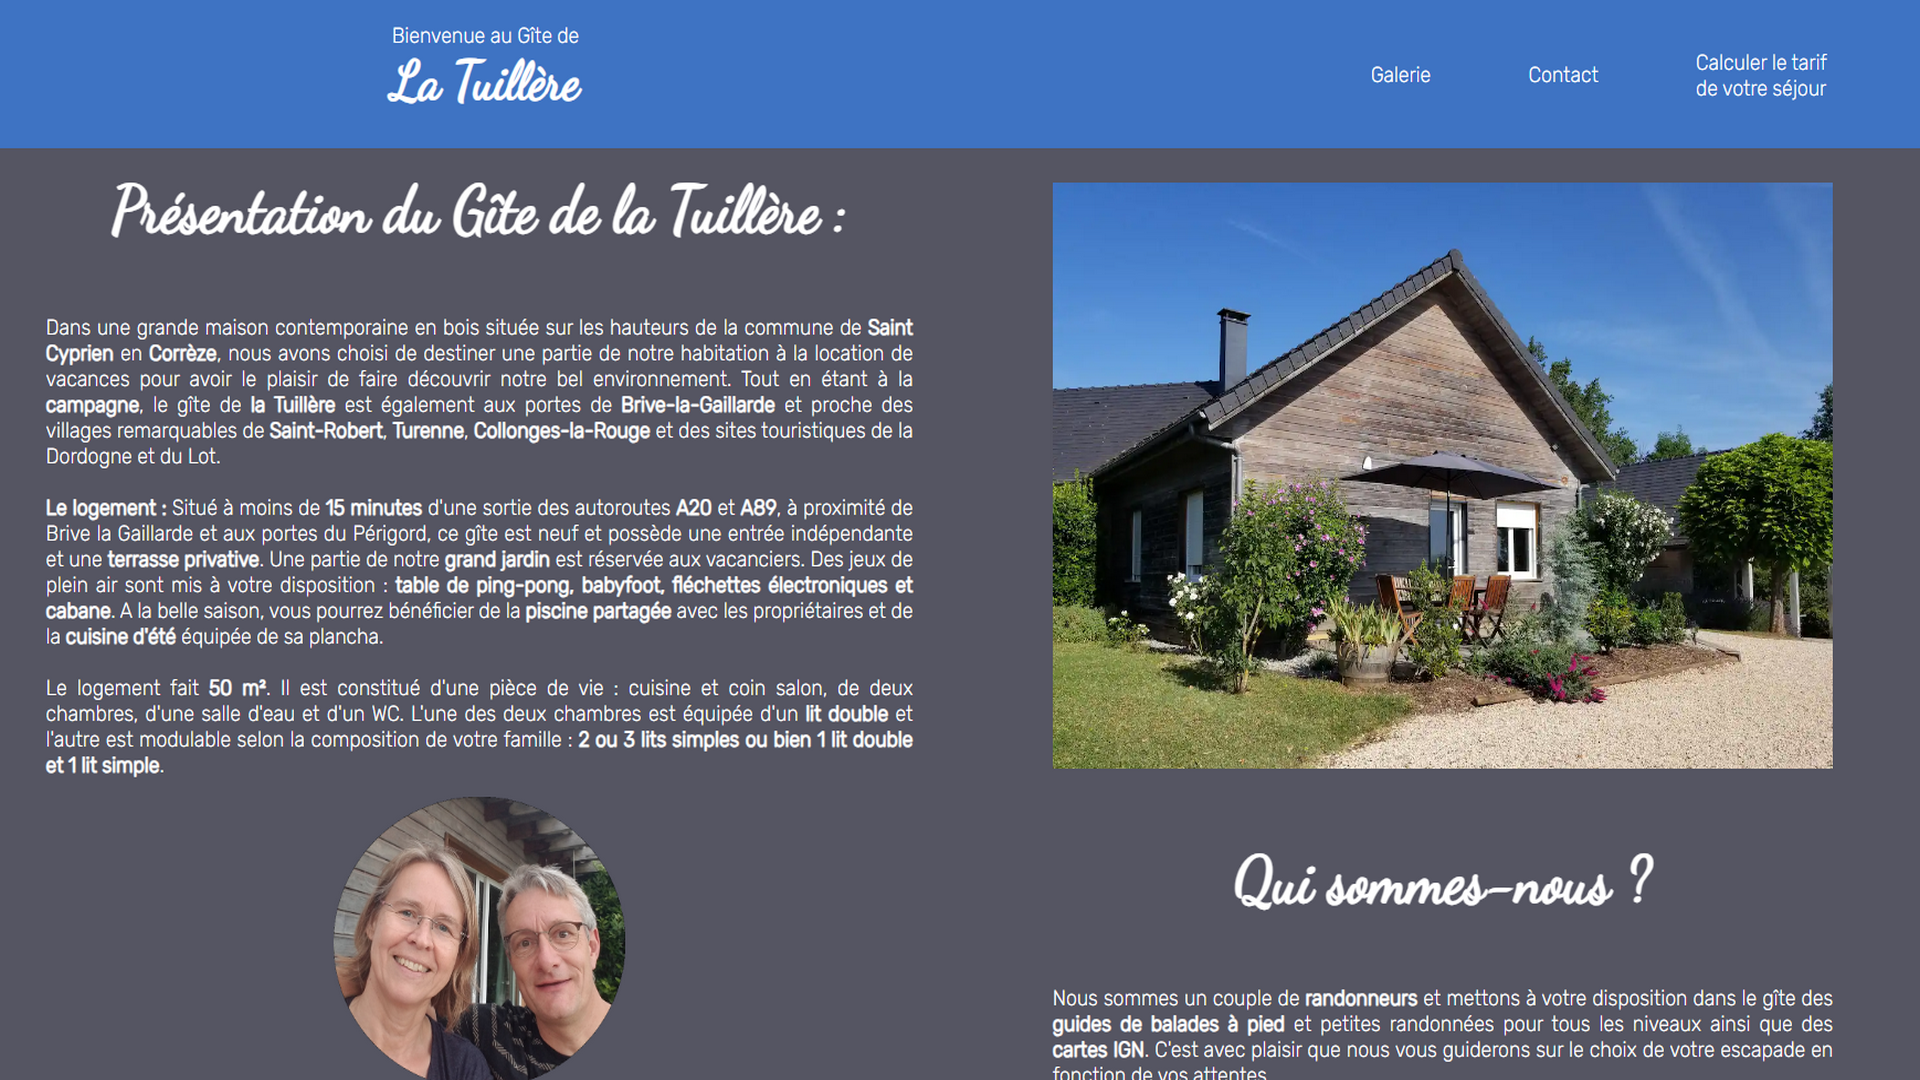 Bienvenue au Gîte de
La Tuillère
Galerie
Contact
Calculer le tarif
de votre séjour
Présentation du Gîte de la Tuillère :
Dans une grande maison contemporaine en bois située sur les hauteurs de la commune de Saint
Cyprien en Corrèze, nous avons choisi de destiner une partie de notre habitation à la location de
vacances pour avoir le plaisir de faire découvrir notre bel environnement. Tout en étant à la
campagne, le gîte de la Tuillère est également aux portes de Brive-la-Gaillarde et proche des
villages remarquables de Saint-Robert, Turenne, Collonges-la-Rouge et des sites touristiques de la
Dordogne et du Lot.
Le logement : Situé à moins de 15 minutes d'une sortie des autoroutes A20 et A89, à proximité de
Brive la Gaillarde et aux portes du Périgord, ce gîte est neuf et possède une entrée indépendante
et une terrasse privative. Une partie de notre grand jardin est réservée aux vacanciers. Des jeux de
plein air sont mis à votre disposition : table de ping-pong, babyfoot, fléchettes électroniques et
cabane. A la belle saison, vous pourrez bénéficier de la piscine partagée avec les propriétaires et de
la cuisine d'été équipée de sa plancha.
Le logement fait 50 m². Il est constitué d'une pièce de vie : cuisine et coin salon, de deux
chambres, d'une salle d'eau et d'un WC. L'une des deux chambres est équipée d'un lit double et
l'autre est modulable selon la composition de votre famille : 2 ou 3 lits simples ou bien 1 lit double
et 1 lit simple.
Qui sommes-nous ?
Nous sommes un couple de randonneurs et mettons à votre disposition dans le gîte des
guides de balades à pied et petites randonnées pour tous les niveaux ainsi que des
cartes IGN. C'est avec plaisir que nous vous guiderons sur le choix de votre escapade en
fonction de vos attentes.